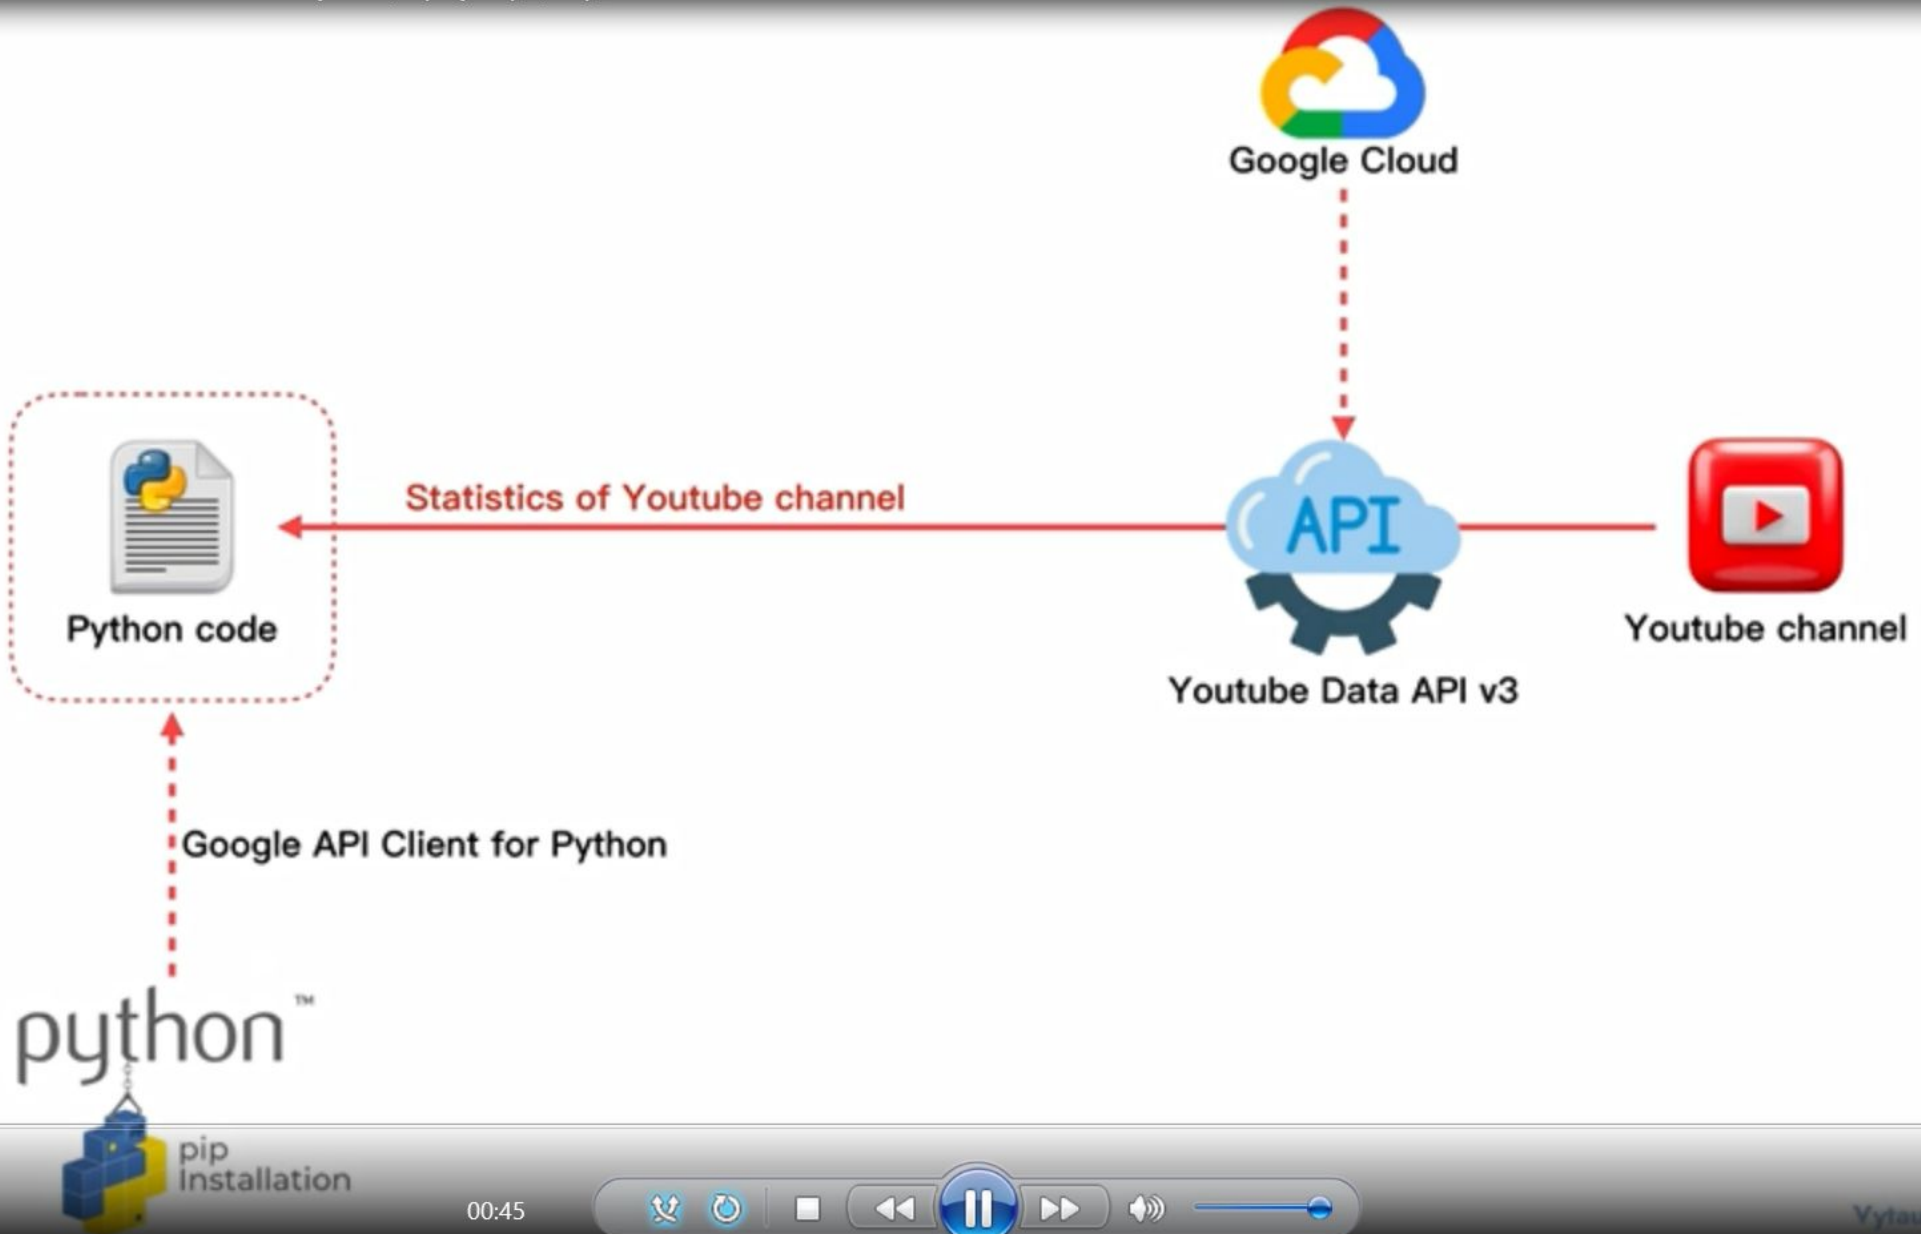 Google Cloud
Statistics of Youtube channel
API
Python code
Youtube channel
Youtube Data API v3
Google API Client for Python
python™
pip
Installation
00:45